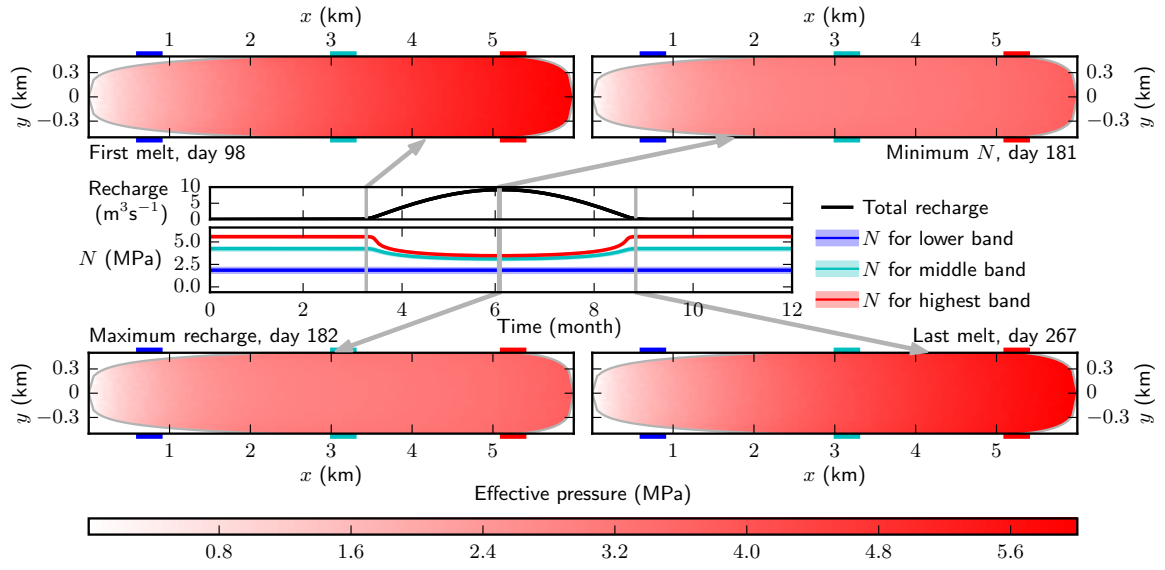 x (km)
x (km)
1 2 3 4 5
1 2 3 4 5
y (km)
0.3
0
−0.3
0.3
0
−0.3
y (km)
First melt, day 98
Minimum N, day 181
Recharge
(m³s⁻¹)
10
5
0
N (MPa)
5.0
2.5
0.0
0 2 4 6 8 10 12
Time (month)
Total recharge
N for lower band
N for middle band
N for highest band
Maximum recharge, day 182
Last melt, day 267
y (km)
0.3
0
−0.3
0.3
0
−0.3
y (km)
1 2 3 4 5
1 2 3 4 5
x (km)
x (km)
Effective pressure (MPa)
0.8 1.6 2.4 3.2 4.0 4.8 5.6